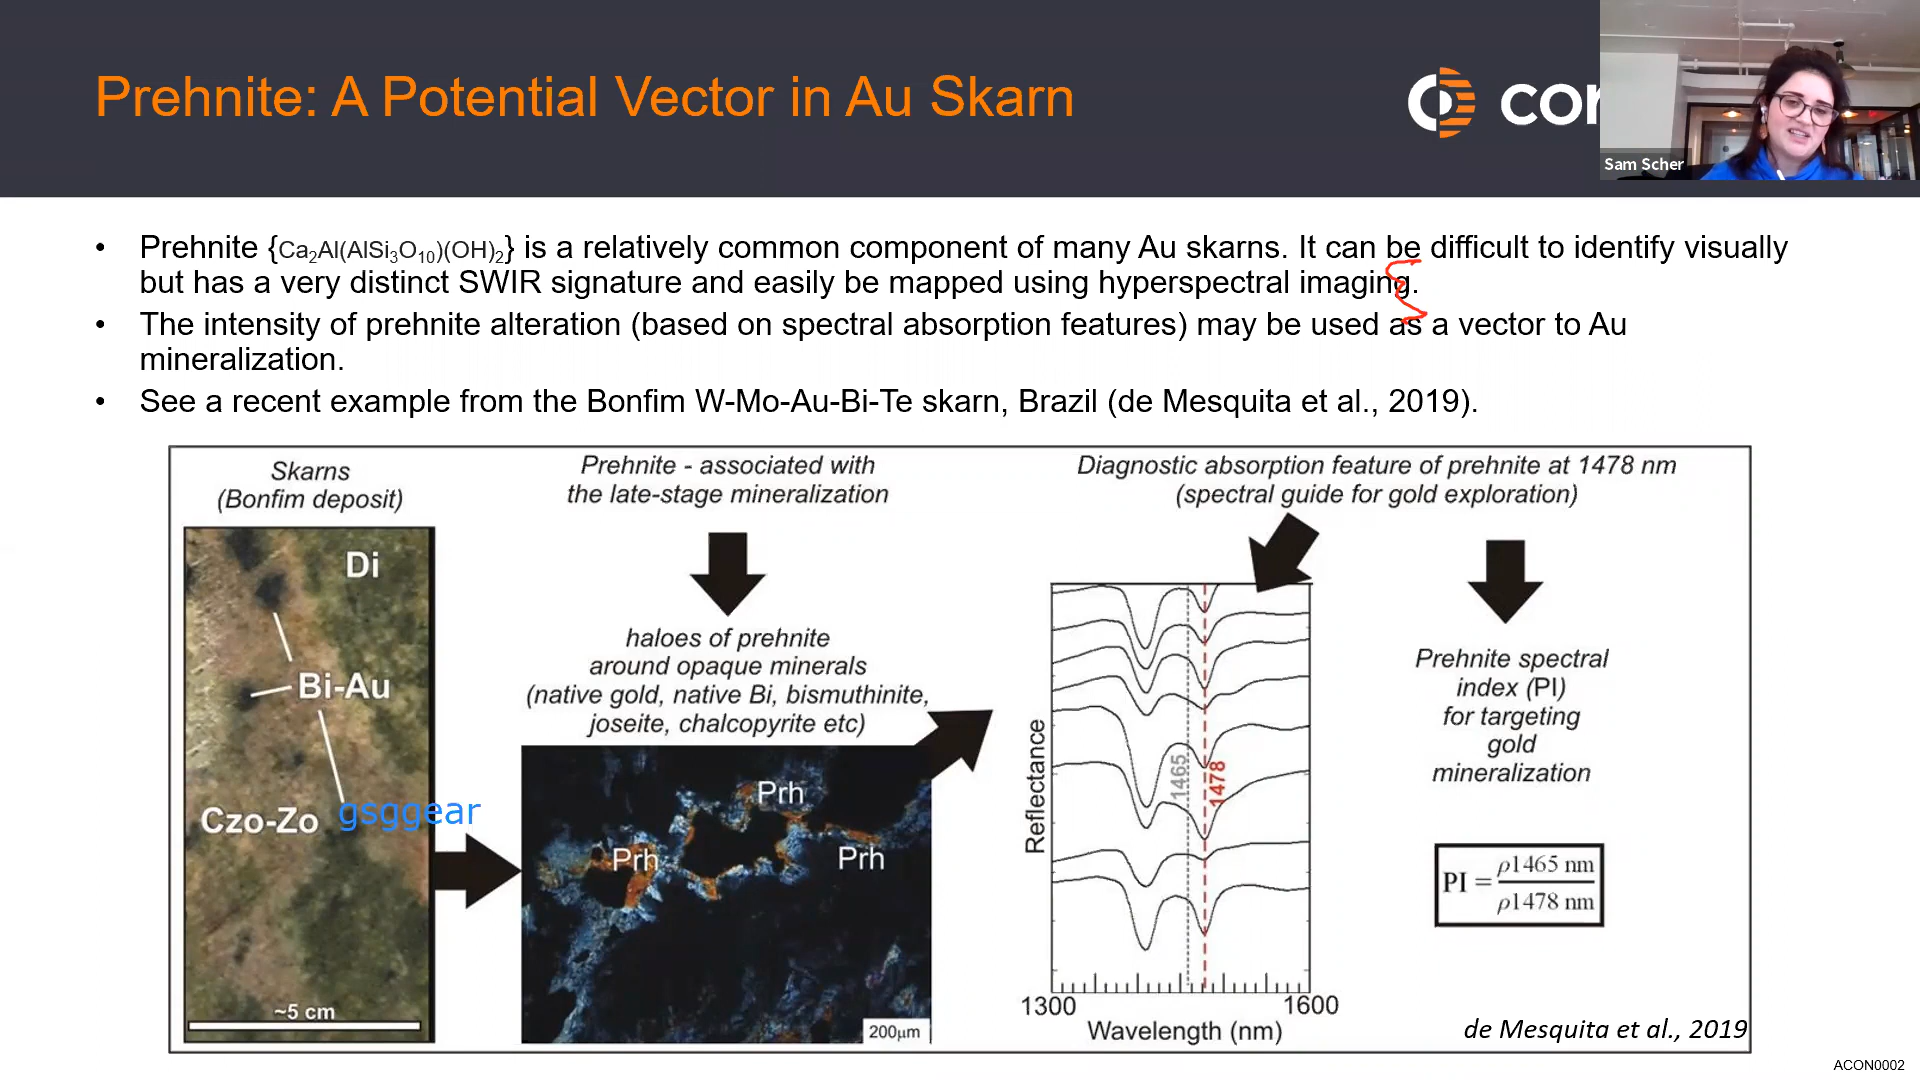 Prehnite: A Potential Vector in Au Skarn
cor
Sam Scher
• Prehnite {Ca₂Al(AlSi₃O₁₀)(OH)₂} is a relatively common component of many Au skarns. It can be difficult to identify visually
but has a very distinct SWIR signature and easily be mapped using hyperspectral imaging.
• The intensity of prehnite alteration (based on spectral absorption features) may be used as a vector to Au
mineralization.
• See a recent example from the Bonfim W-Mo-Au-Bi-Te skarn, Brazil (de Mesquita et al., 2019).
Skarns
(Bonfim deposit)
Di
Bi-Au
Czo-Zo
gsggear
~5 cm
Prehnite - associated with
the late-stage mineralization
haloes of prehnite
around opaque minerals
(native gold, native Bi, bismuthinite,
joseite, chalcopyrite etc)
Prh
Prh
Prh
200µm
Diagnostic absorption feature of prehnite at 1478 nm
(spectral guide for gold exploration)
Reflectance
1465
1478
1300
1600
Wavelength (nm)
Prehnite spectral
index (PI)
for targeting
gold
mineralization
PI = ρ1465 nm
ρ1478 nm
de Mesquita et al., 2019
ACON0002